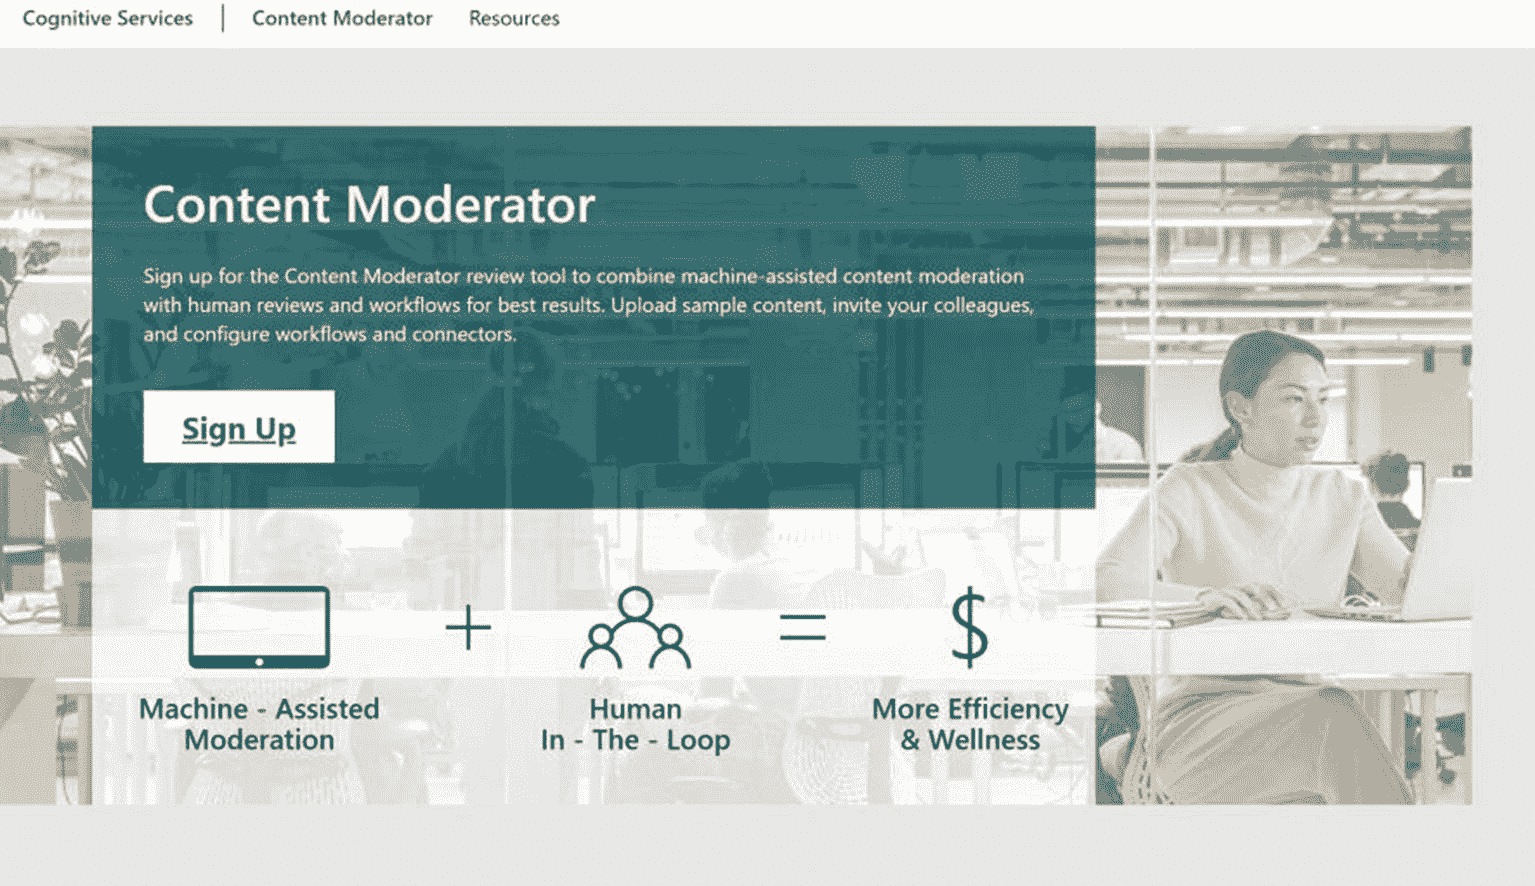 Cognitive Services | Content Moderator Resources
Content Moderator
Sign up for the Content Moderator review tool to combine machine-assisted content moderation
with human reviews and workflows for best results. Upload sample content, invite your colleagues,
and configure workflows and connectors.
Sign Up
+ = $
Machine - Assisted
Moderation
Human
In - The - Loop
More Efficiency
& Wellness